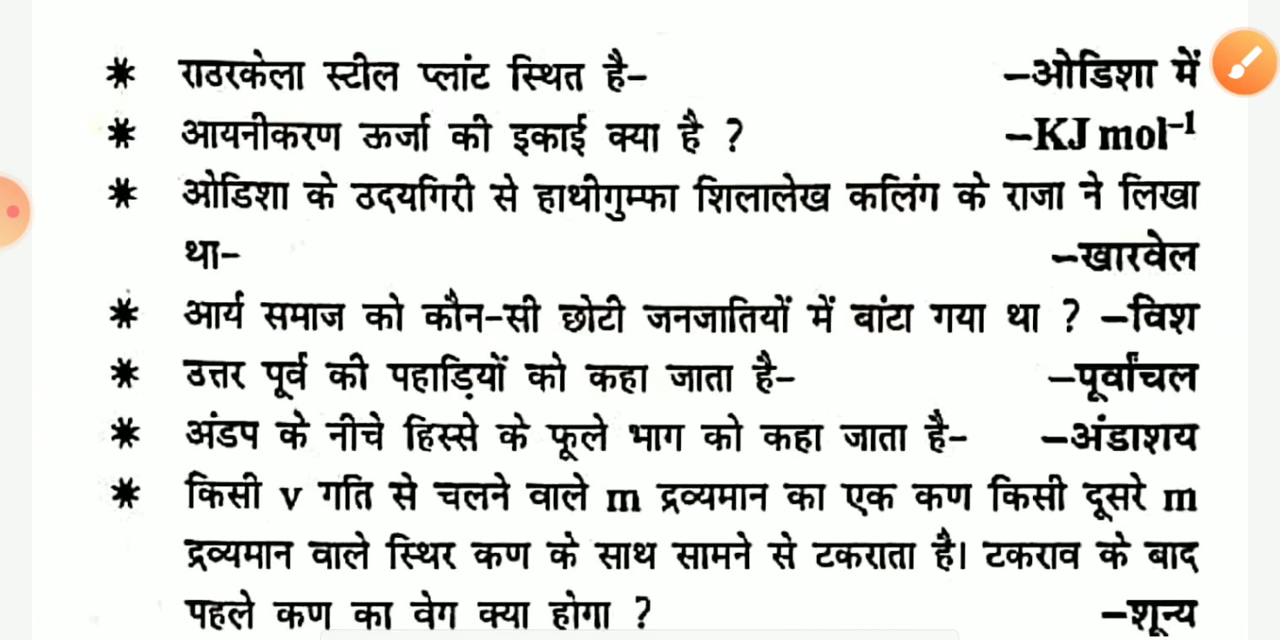 * राठरकेला स्टील प्लांट स्थित है- –ओडिशा में
* आयनीकरण ऊर्जा की इकाई क्या है ? –KJ mol⁻¹
* ओडिशा के उदयगिरी से हाथीगुम्फा शिलालेख कलिंग के राजा ने लिखा
था- –खारवेल
* आर्य समाज को कौन-सी छोटी जनजातियों में बांटा गया था ? –विश
* उत्तर पूर्व की पहाड़ियों को कहा जाता है- –पूर्वांचल
* अंडप के नीचे हिस्से के फूले भाग को कहा जाता है- –अंडाशय
* किसी v गति से चलने वाले m द्रव्यमान का एक कण किसी दूसरे m
द्रव्यमान वाले स्थिर कण के साथ सामने से टकराता है। टकराव के बाद
पहले कण का वेग क्या होगा ? –शून्य